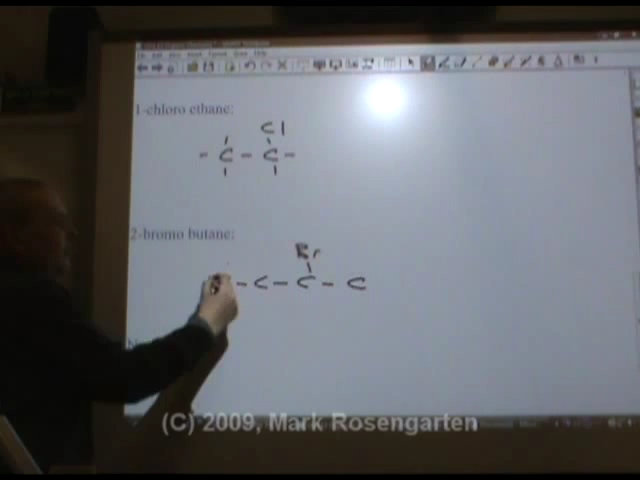 1-chloro ethane:
Cl
- C - C -
2-bromo butane:
Br
- C - C - C
(C) 2009, Mark Rosengarten